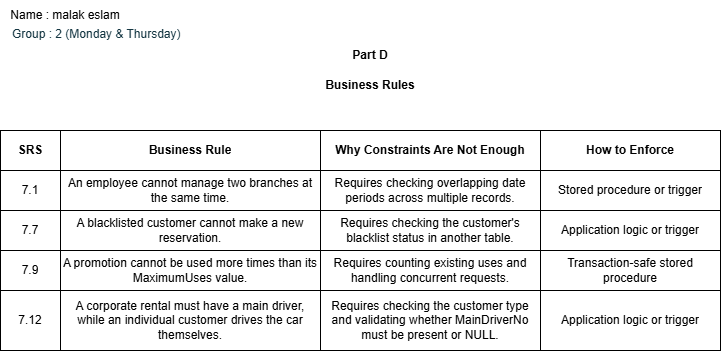 Name : malak eslam
Group : 2 (Monday & Thursday)
Part D
Business Rules
SRS
Business Rule
Why Constraints Are Not Enough
How to Enforce
7.1
An employee cannot manage two branches at
the same time.
Requires checking overlapping date
periods across multiple records.
Stored procedure or trigger
7.7
A blacklisted customer cannot make a new
reservation.
Requires checking the customer's
blacklist status in another table.
Application logic or trigger
7.9
A promotion cannot be used more times than its
MaximumUses value.
Requires counting existing uses and
handling concurrent requests.
Transaction-safe stored
procedure
7.12
A corporate rental must have a main driver,
while an individual customer drives the car
themselves.
Requires checking the customer type
and validating whether MainDriverNo
must be present or NULL.
Application logic or trigger